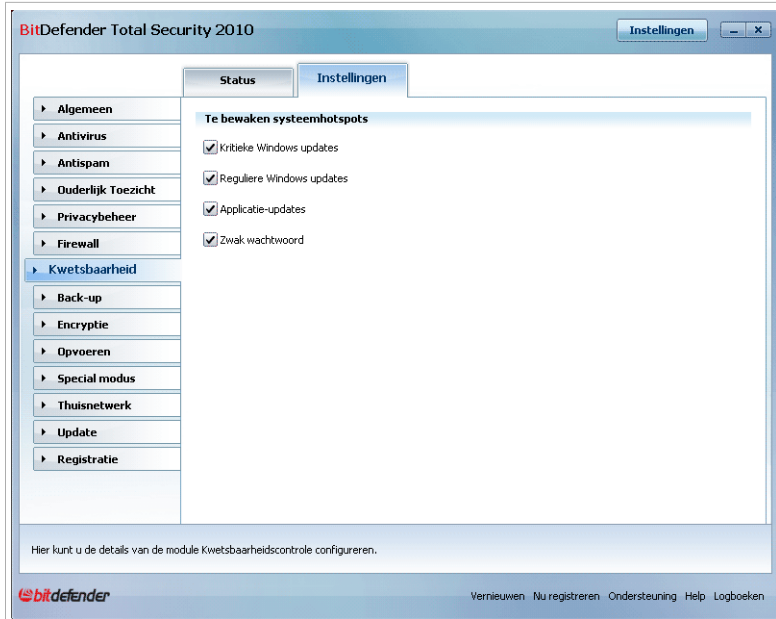 BitDefender Total Security 2010
Instellingen
Status
Instellingen
Algemeen
Antivirus
Antispam
Ouderlijk Toezicht
Privacybeheer
Firewall
Kwetsbaarheid
Back-up
Encryptie
Opvoeren
Special modus
Thuisnetwerk
Update
Registratie
Te bewaken systeemhotspots
Kritieke Windows updates
Reguliere Windows updates
Applicatie-updates
Zwak wachtwoord
Hier kunt u de details van de module Kwetsbaarheidscontrole configureren.
bitdefender
Vernieuwen Nu registreren Ondersteuning Help Logboeken